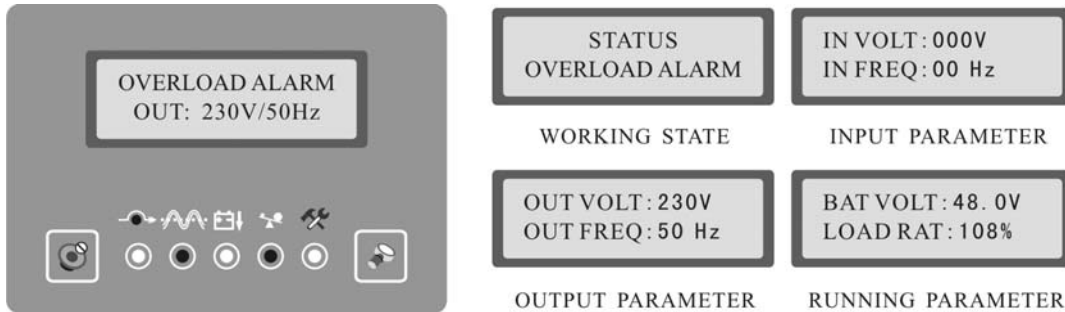 OVERLOAD ALARM
OUT: 230V/50Hz
STATUS
OVERLOAD ALARM
WORKING STATE
IN VOLT:000V
IN FREQ:00 Hz
INPUT PARAMETER
OUT VOLT:230V
OUT FREQ:50 Hz
OUTPUT PARAMETER
BAT VOLT:48.0V
LOAD RAT:108%
RUNNING PARAMETER